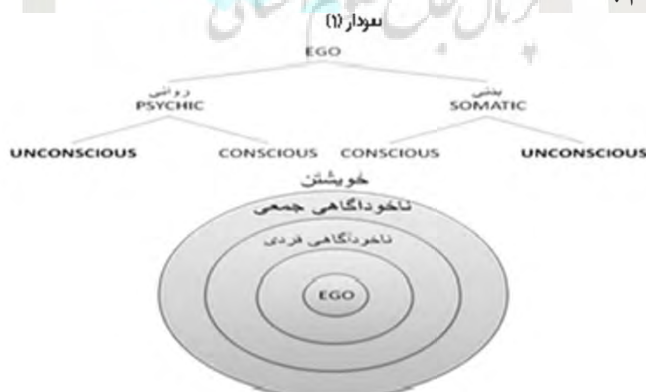 نمودار (۱)
EGO
روانی بدنی
PSYCHIC SOMATIC
UNCONSCIOUS CONSCIOUS CONSCIOUS UNCONSCIOUS
خویشتن
ناخودآگاهی جمعی
ناخودآگاهی فردی
EGO